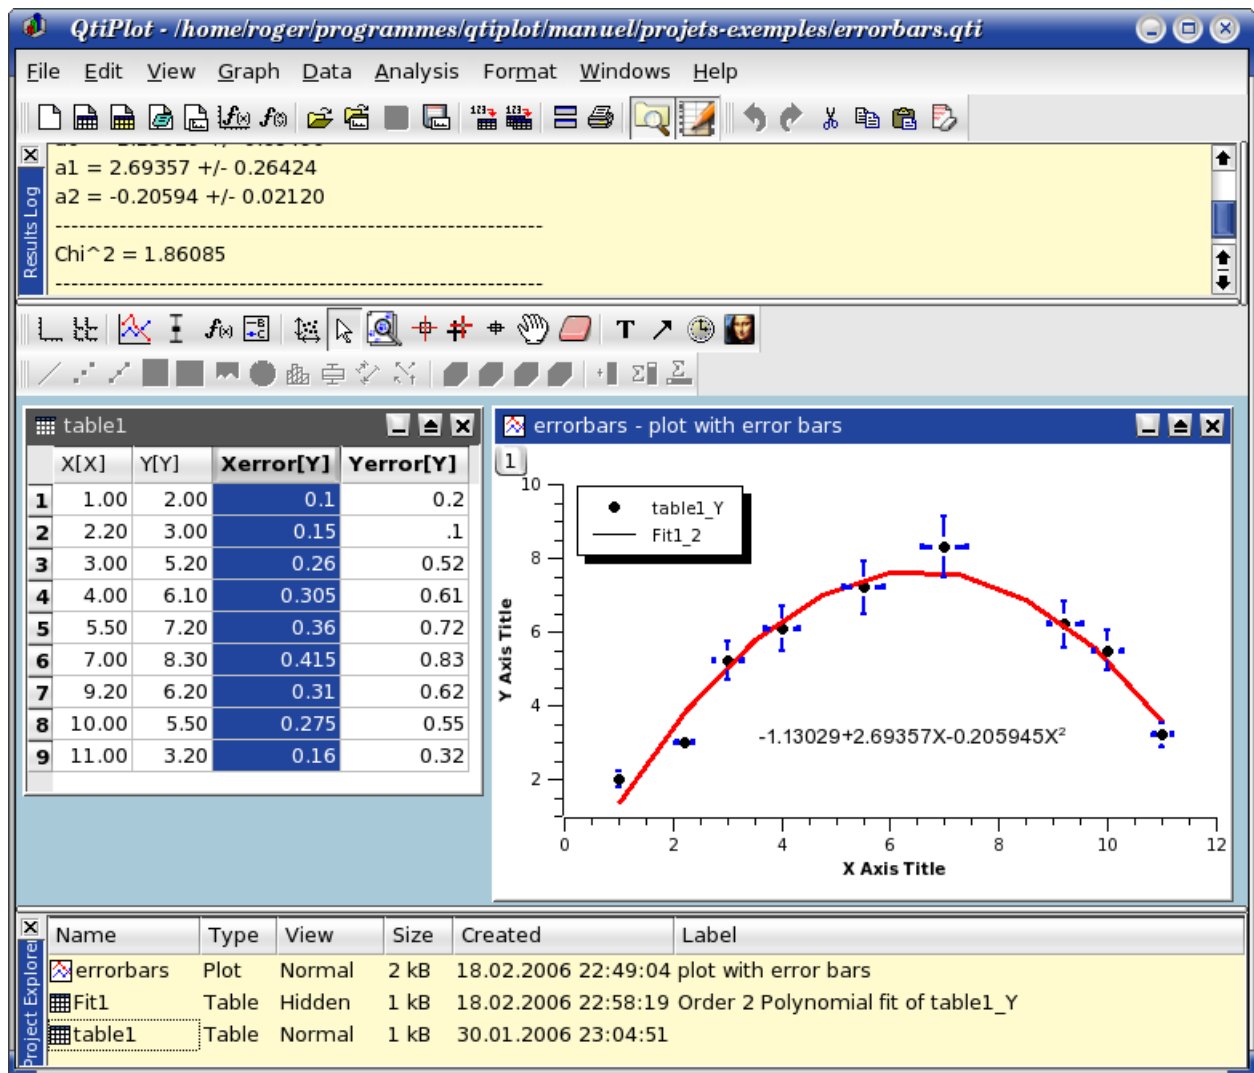 QtiPlot - /home/roger/programmes/qtiplot/manuel/projets-exemples/errorbars.qti
File Edit View Graph Data Analysis Format Windows Help
a1 = 2.69357 +/- 0.26424
a2 = -0.20594 +/- 0.02120
--------------------------------------------------------------
Chi^2 = 1.86085
--------------------------------------------------------------
Results Log
table1
X[X] Y[Y] Xerror[Y] Yerror[Y]
1 1.00 2.00 0.1 0.2
2 2.20 3.00 0.15 .1
3 3.00 5.20 0.26 0.52
4 4.00 6.10 0.305 0.61
5 5.50 7.20 0.36 0.72
6 7.00 8.30 0.415 0.83
7 9.20 6.20 0.31 0.62
8 10.00 5.50 0.275 0.55
9 11.00 3.20 0.16 0.32
errorbars - plot with error bars
1
table1_Y
Fit1_2
10
8
6
4
2
Y Axis Title
-1.13029+2.69357X-0.205945X²
0 2 4 6 8 10 12
X Axis Title
Project Explorer
Name Type View Size Created Label
errorbars Plot Normal 2 kB 18.02.2006 22:49:04 plot with error bars
Fit1 Table Hidden 1 kB 18.02.2006 22:58:19 Order 2 Polynomial fit of table1_Y
table1 Table Normal 1 kB 30.01.2006 23:04:51